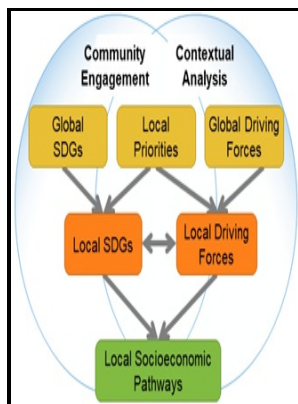 Community Contextual
Engagement Analysis
Global Local Global Driving
SDGs Priorities Forces
Local SDGs Local Driving
Forces
Local Socioeconomic
Pathways